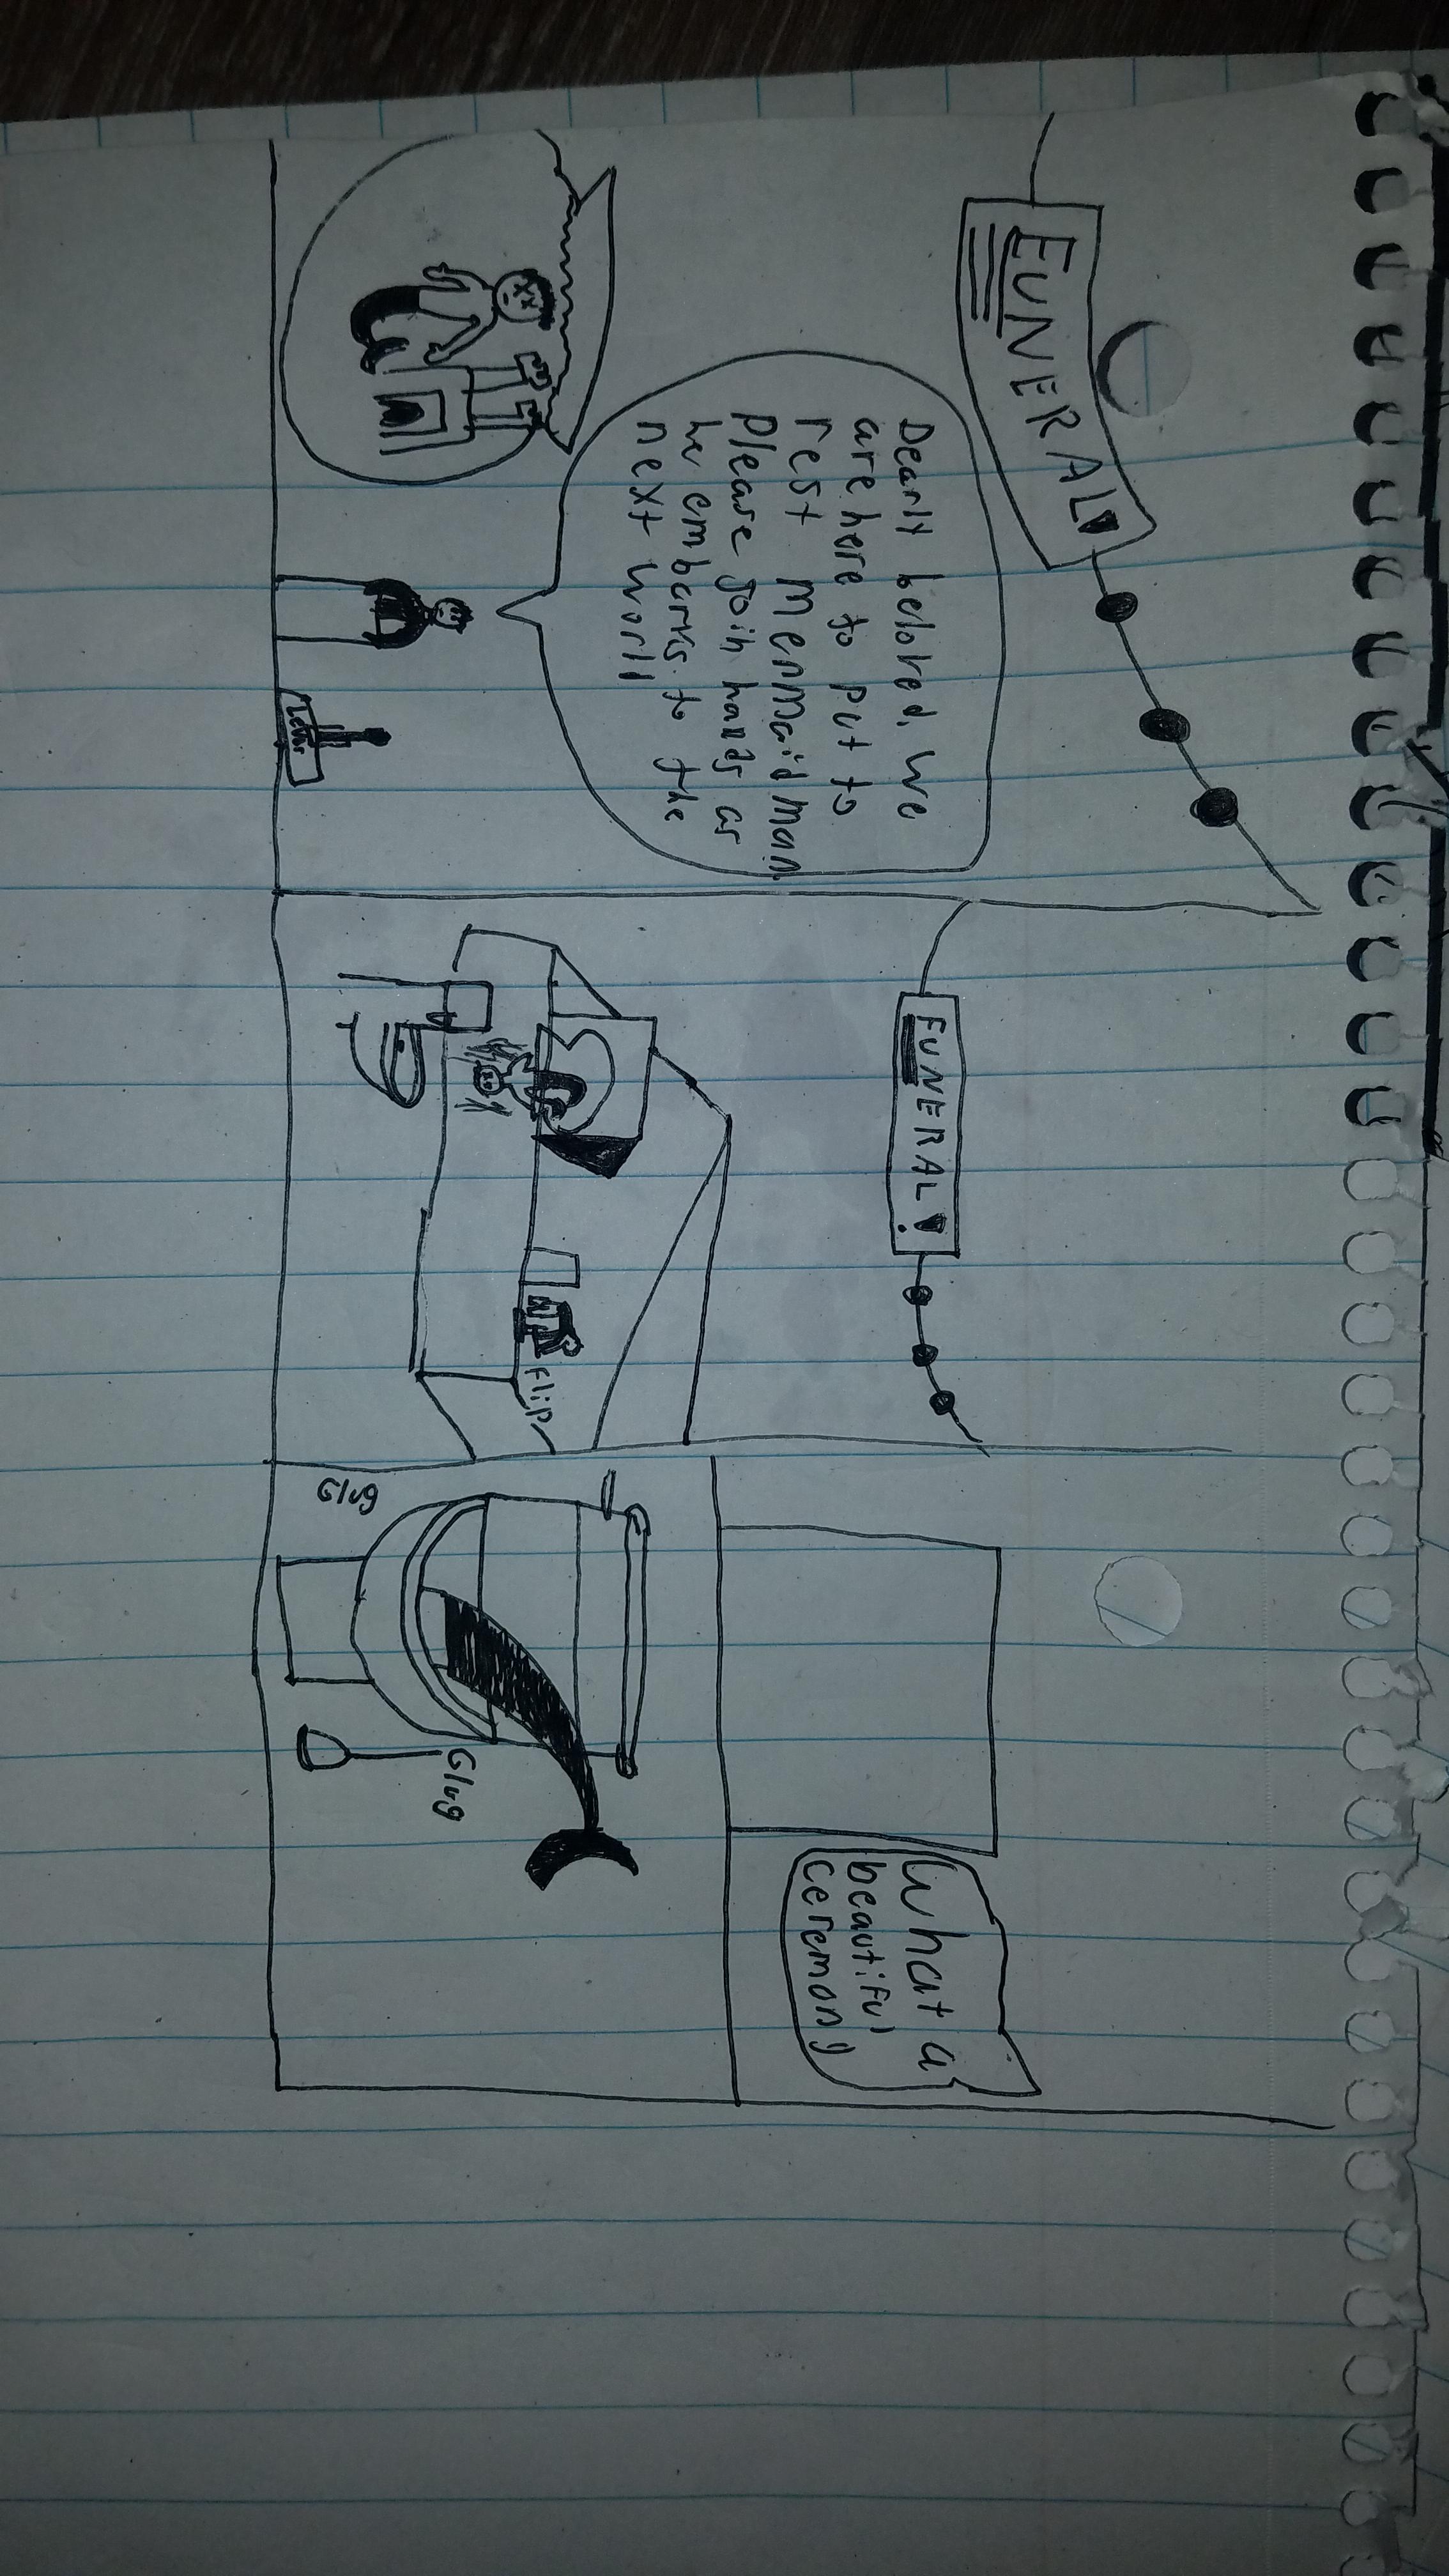 FUNERAL!
Dearly beloved, we
are here to put to
rest Mermaid man.
Please join hands as
he embarks to the
next world
Lever
FUNERAL!
Flip
What a
beautiful
ceremony
Glug
Glug